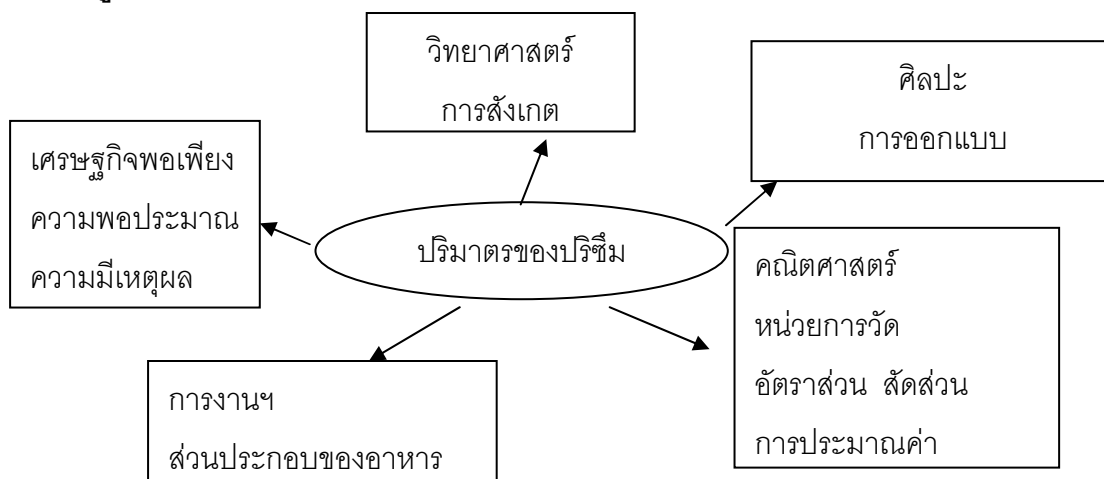 วิทยาศาสตร์
การสังเกต
ศิลปะ
การออกแบบ
เศรษฐกิจพอเพียง
ความพอประมาณ
ความมีเหตุผล
ปริมาตรของปริซึม
คณิตศาสตร์
หน่วยการวัด
อัตราส่วน สัดส่วน
การประมาณค่า
การงานฯ
ส่วนประกอบของอาหาร